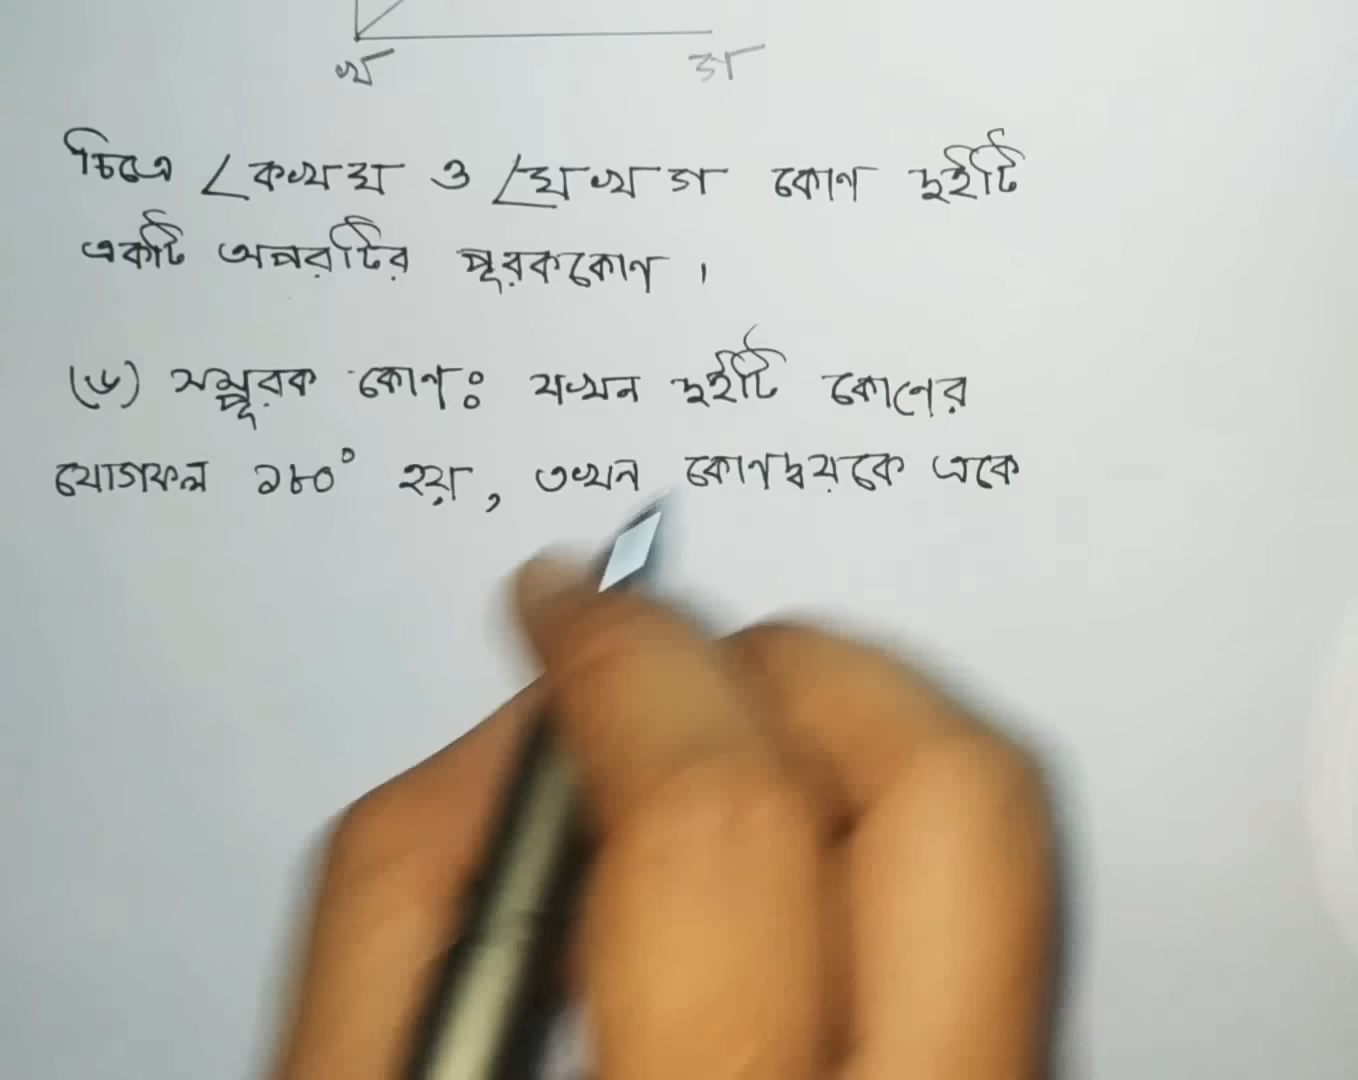 খ গ
চিত্রে ∠কখঘ ও ∠ঘখগ কোণ দুইটি
একটি অপরটির পূরককোণ ।
(৬) সম্পূরক কোণঃ যখন দুইটি কোণের
যোগফল ১৮০° হয়, তখন কোণদ্বয়কে একে